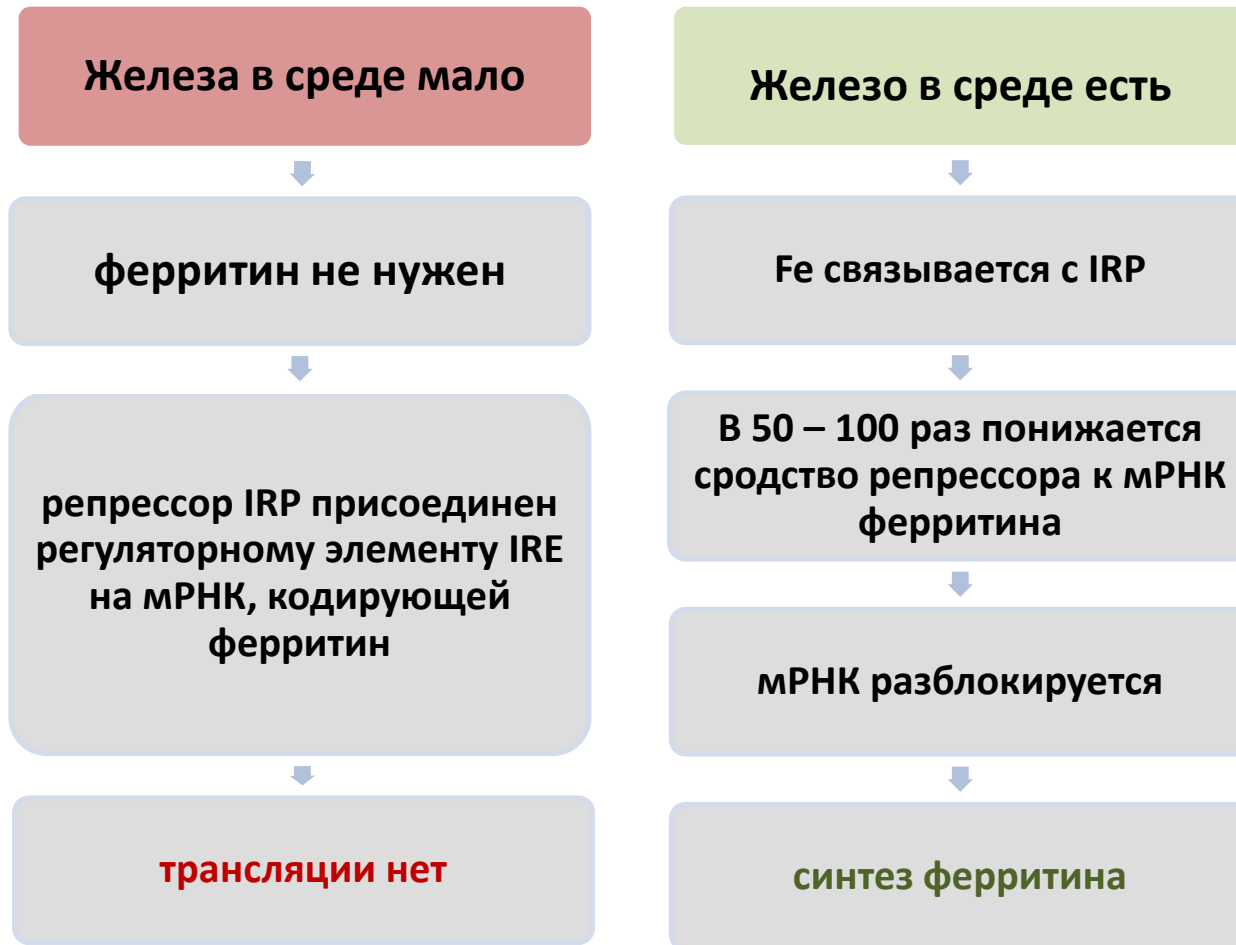 Железа в среде мало
ферритин не нужен
репрессор IRP присоединен
регуляторному элементу IRE
на мРНК, кодирующей
ферритин
трансляции нет
Железо в среде есть
Fe связывается с IRP
В 50 – 100 раз понижается
сродство репрессора к мРНК
ферритина
мРНК разблокируется
синтез ферритина